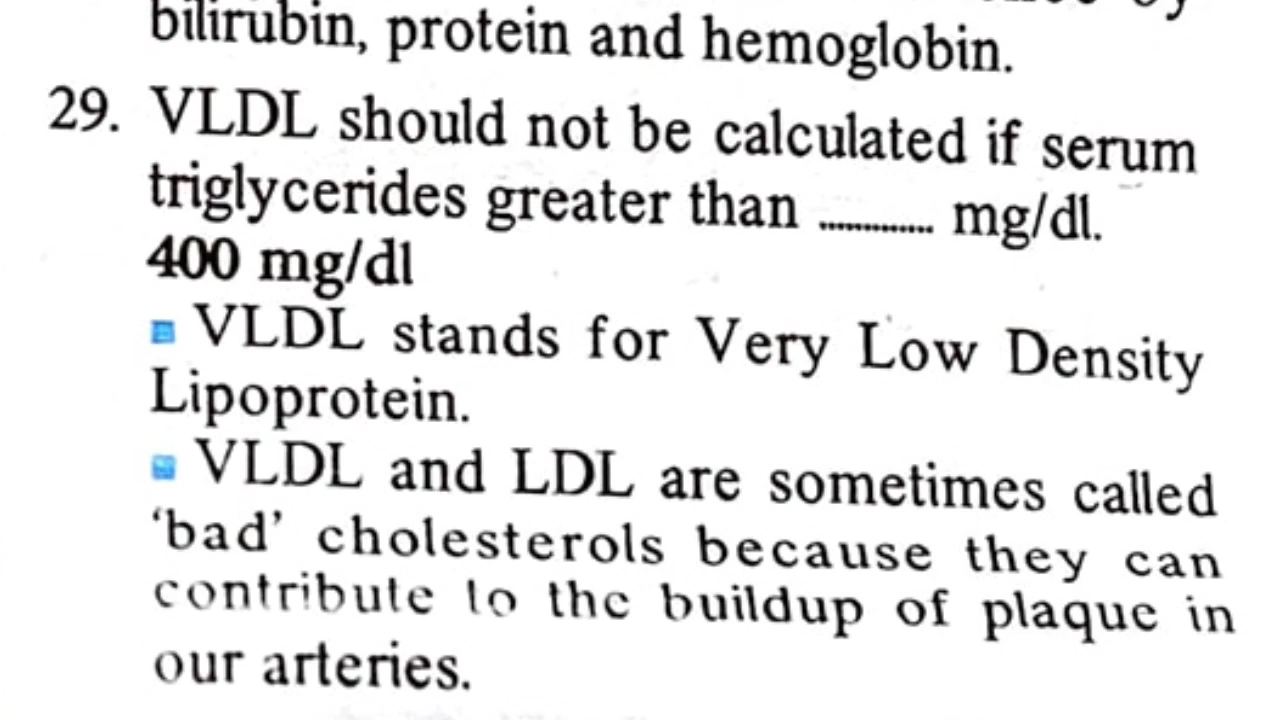 bilirubin, protein and hemoglobin.
29. VLDL should not be calculated if serum
triglycerides greater than ............. mg/dl.
400 mg/dl
VLDL stands for Very Low Density
Lipoprotein.
VLDL and LDL are sometimes called
‘bad’ cholesterols because they can
contribute to the buildup of plaque in
our arteries.